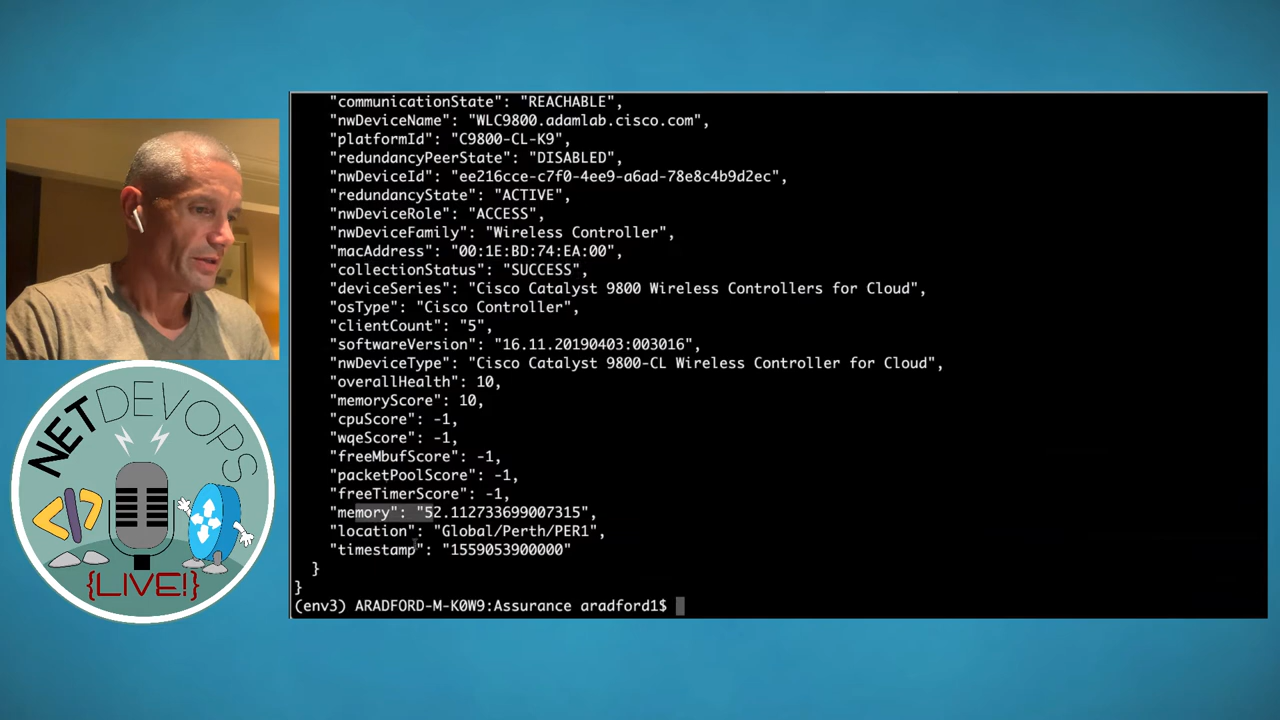 "communicationState": "REACHABLE",
"nwDeviceName": "WLC9800.adamlab.cisco.com",
"platformId": "C9800-CL-K9",
"redundancyPeerState": "DISABLED",
"nwDeviceId": "ee216cce-c7f0-4ee9-a6ad-78e8c4b9d2ec",
"redundancyState": "ACTIVE",
"nwDeviceRole": "ACCESS",
"nwDeviceFamily": "Wireless Controller",
"macAddress": "00:1E:BD:74:EA:00",
"collectionStatus": "SUCCESS",
"deviceSeries": "Cisco Catalyst 9800 Wireless Controllers for Cloud",
"osType": "Cisco Controller",
"clientCount": "5",
"softwareVersion": "16.11.20190403:003016",
"nwDeviceType": "Cisco Catalyst 9800-CL Wireless Controller for Cloud",
"overallHealth": 10,
"memoryScore": 10,
"cpuScore": -1,
"wqeScore": -1,
"freeMbufScore": -1,
"packetPoolScore": -1,
"freeTimerScore": -1,
"memory": "52.112733699007315",
"location": "Global/Perth/PER1",
"timestamp": "1559053900000"
}
}
(env3) ARADFORD-M-K0W9:Assurance aradford1$
NETDEVOPS
{LIVE!}